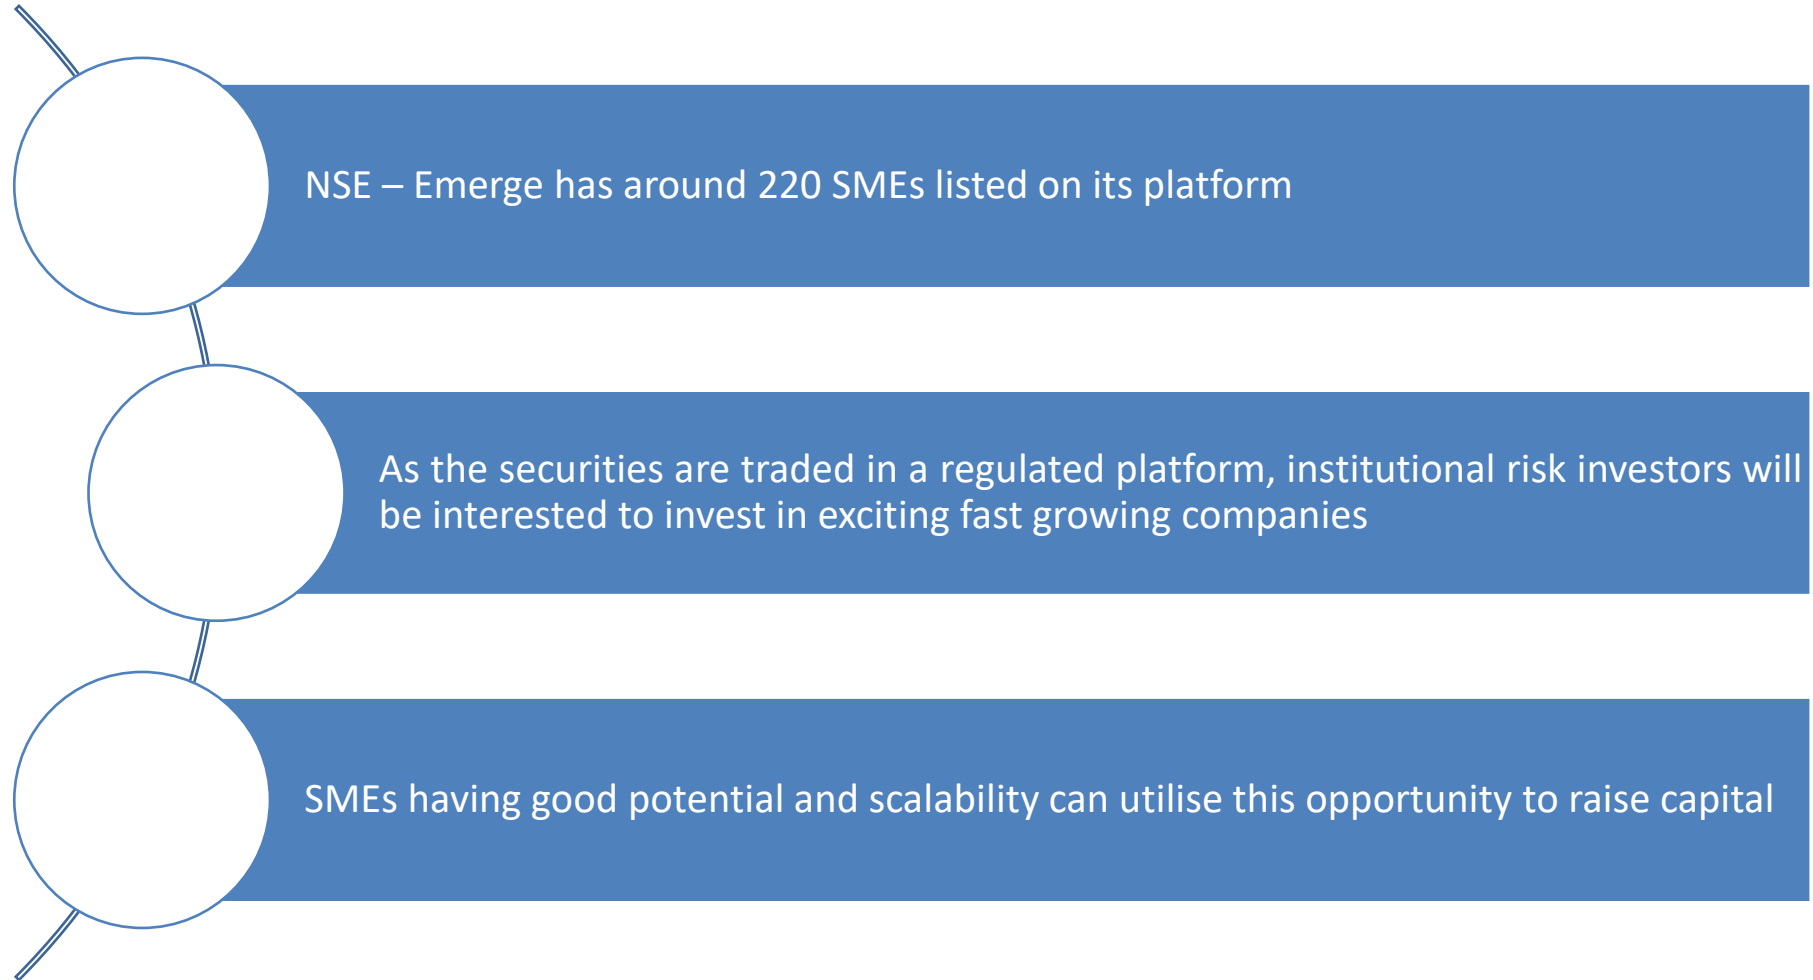 NSE – Emerge has around 220 SMEs listed on its platform
As the securities are traded in a regulated platform, institutional risk investors will
be interested to invest in exciting fast growing companies
SMEs having good potential and scalability can utilise this opportunity to raise capital